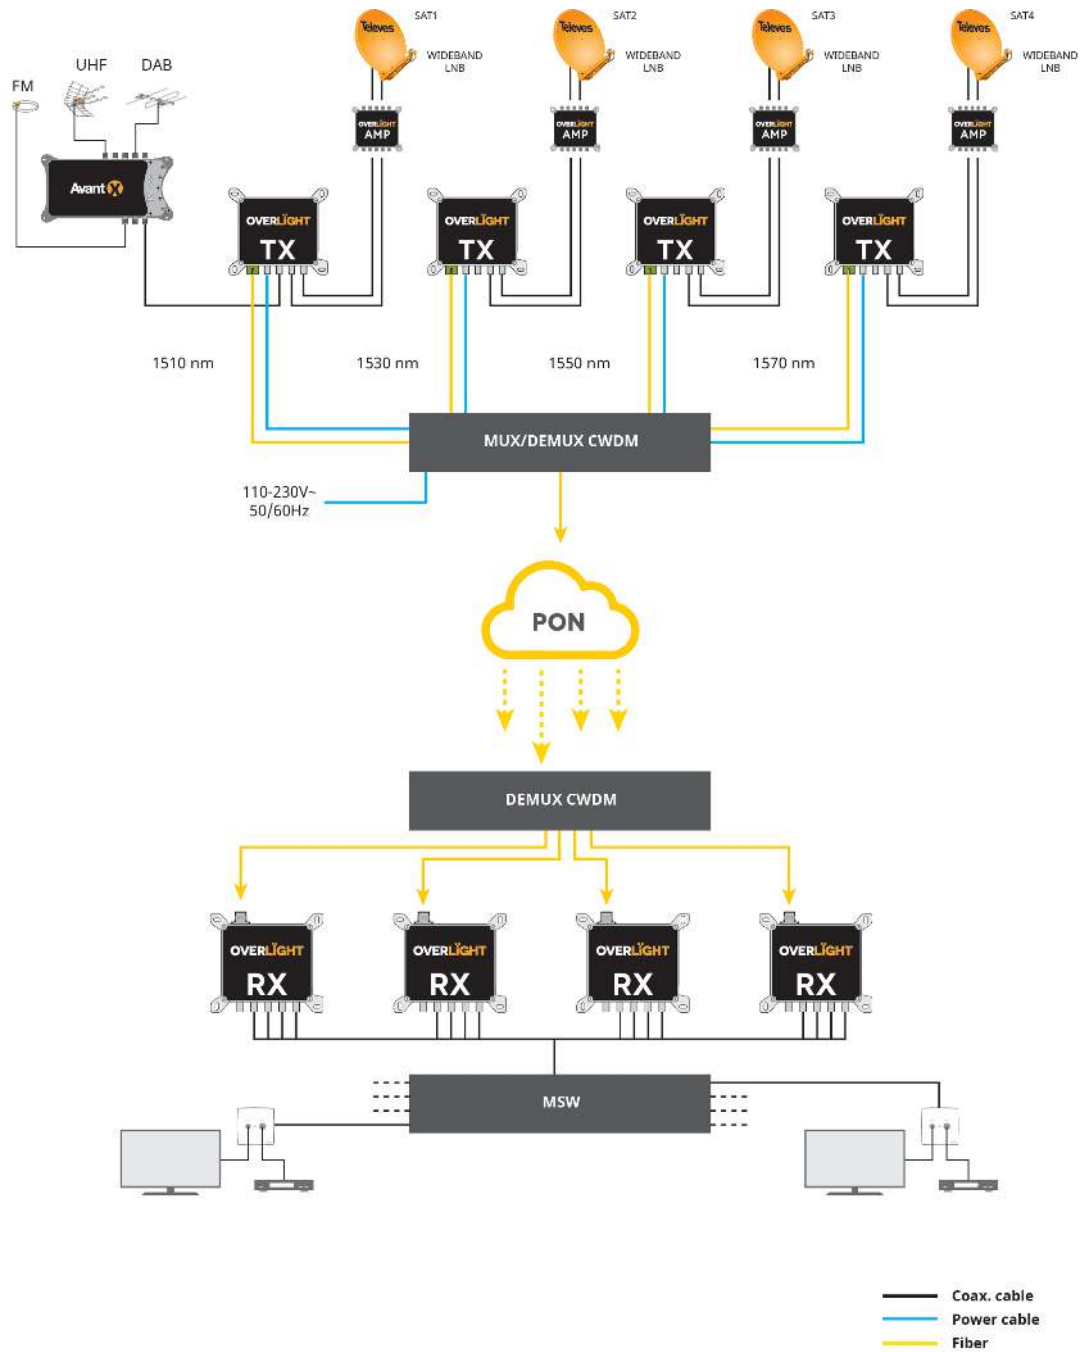 SAT1
SAT2
SAT3
SAT4
Televes
Televes
Televes
Televes
WIDEBAND
LNB
WIDEBAND
LNB
WIDEBAND
LNB
WIDEBAND
LNB
FM
UHF
DAB
OVERLIGHT
AMP
OVERLIGHT
AMP
OVERLIGHT
AMP
OVERLIGHT
AMP
Avant X
OVERLIGHT
TX
OVERLIGHT
TX
OVERLIGHT
TX
OVERLIGHT
TX
1510 nm
1530 nm
1550 nm
1570 nm
MUX/DEMUX CWDM
110-230V~
50/60Hz
PON
DEMUX CWDM
OVERLIGHT
RX
OVERLIGHT
RX
OVERLIGHT
RX
OVERLIGHT
RX
MSW
Coax. cable
Power cable
Fiber